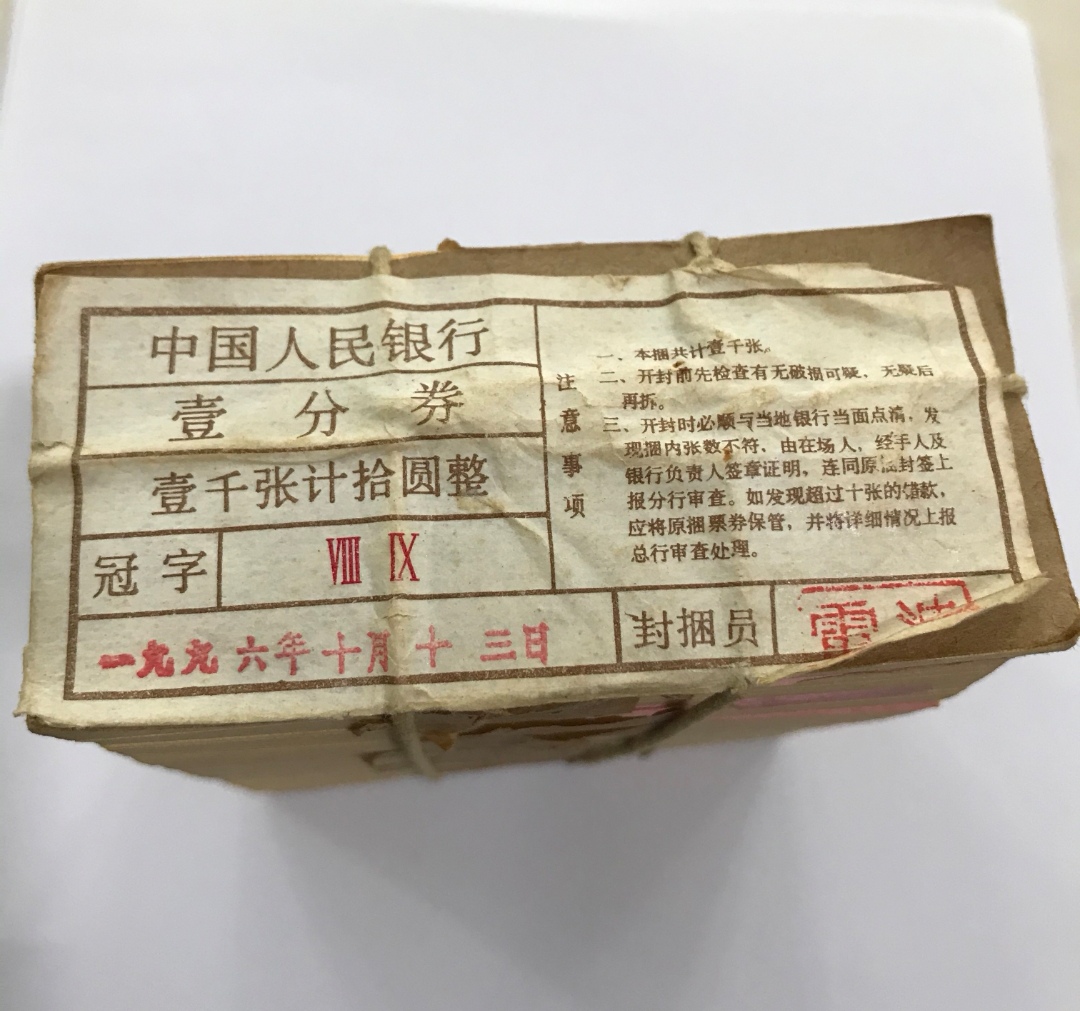 中国人民银行
壹分券
壹千张计拾圆整
冠字 Ⅷ Ⅸ
一九九六年十月十三日
注意事项
一、本捆共计壹千张。
二、开封前先检查有无破损可疑，无疑后
再拆。
三、开封时必顺与当地银行当面点清，发
现捆内张数不符，由在场人，经手人及
银行负责人签章证明，连同原捆封签上
报分行审查。如发现超过十张的错款，
应将原捆票券保管，并将详细情况上报
总行审查处理。
封捆员